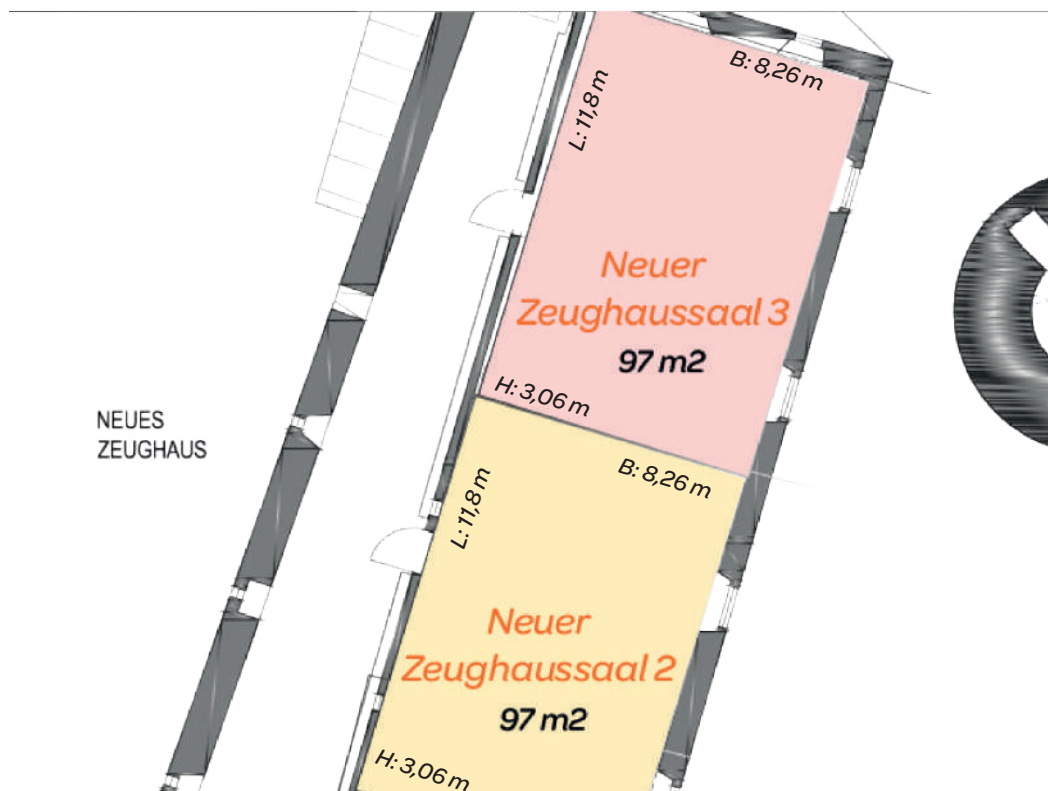 B: 8,26 m
L: 11,8 m
Neuer
Zeughaussaal 3
97 m2
H: 3,06 m
NEUES
ZEUGHAUS
B: 8,26 m
L: 11,8 m
Neuer
Zeughaussaal 2
97 m2
H: 3,06 m